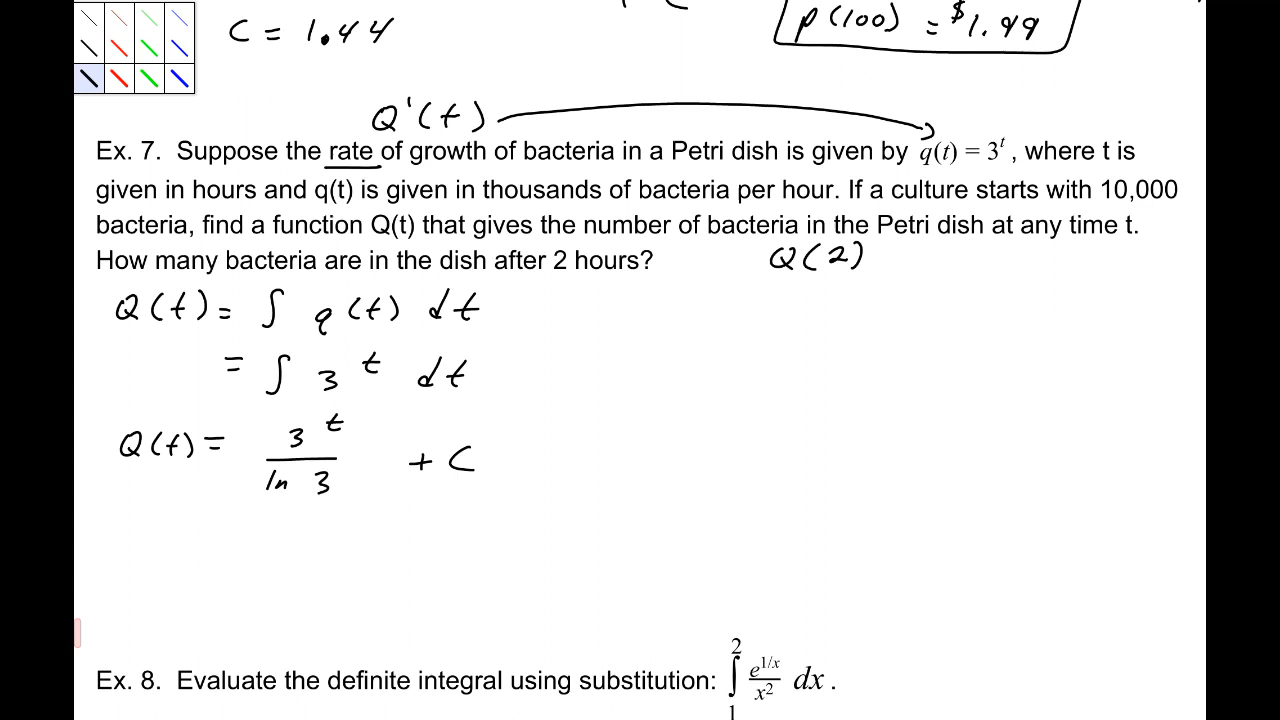 C = 1.44
p(100) = $1.49
Q'(t)
Ex. 7. Suppose the rate of growth of bacteria in a Petri dish is given by q(t) = 3^t, where t is
given in hours and q(t) is given in thousands of bacteria per hour. If a culture starts with 10,000
bacteria, find a function Q(t) that gives the number of bacteria in the Petri dish at any time t.
How many bacteria are in the dish after 2 hours? Q(2)
Q(t) = ∫ q(t) dt
= ∫ 3^t dt
Q(t) = 3^t / ln 3 + C
Ex. 8. Evaluate the definite integral using substitution: ∫_1^2 e^{1/x} / x^2 dx.